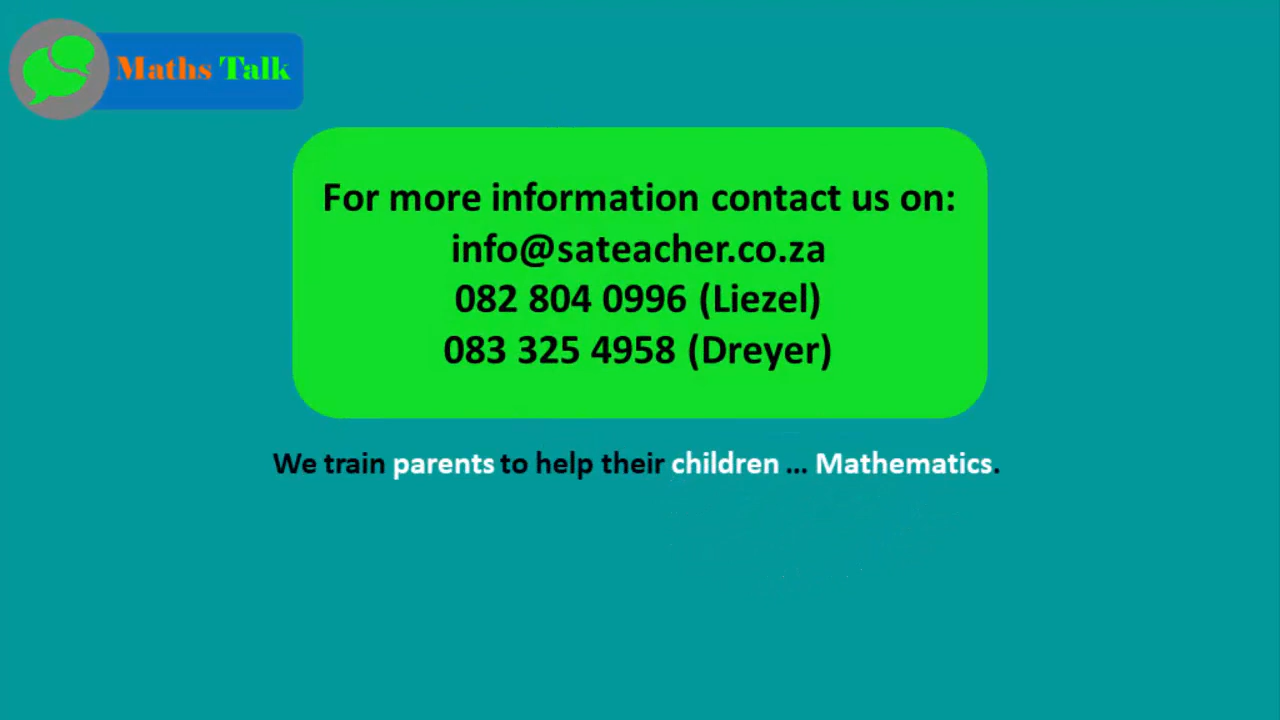 Maths Talk
For more information contact us on:
info@sateacher.co.za
082 804 0996 (Liezel)
083 325 4958 (Dreyer)
We train parents to help their children ... Mathematics.